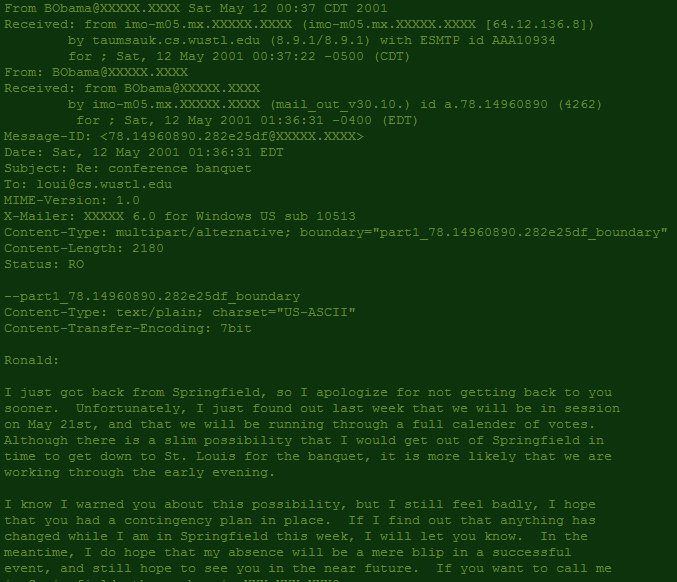 From BObama@XXXXX.XXXX Sat May 12 00:37 CDT 2001
Received: from imo-m05.mx.XXXXX.XXXX (imo-m05.mx.XXXXX.XXXX [64.12.136.8])
by taumsauk.cs.wustl.edu (8.9.1/8.9.1) with ESMTP id AAA10934
for ; Sat, 12 May 2001 00:37:22 -0500 (CDT)
From: BObama@XXXXX.XXXX
Received: from BObama@XXXXX.XXXX
by imo-m05.mx.XXXXX.XXXX (mail_out_v30.10.) id a.78.14960890 (4262)
for ; Sat, 12 May 2001 01:36:31 -0400 (EDT)
Message-ID: <78.14960890.282e25df@XXXXX.XXXX>
Date: Sat, 12 May 2001 01:36:31 EDT
Subject: Re: conference banquet
To: loui@cs.wustl.edu
MIME-Version: 1.0
X-Mailer: XXXXX 6.0 for Windows US sub 10513
Content-Type: multipart/alternative; boundary="part1_78.14960890.282e25df_boundary"
Content-Length: 2180
Status: RO
--part1_78.14960890.282e25df_boundary
Content-Type: text/plain; charset="US-ASCII"
Content-Transfer-Encoding: 7bit
Ronald:
I just got back from Springfield, so I apologize for not getting back to you
sooner.  Unfortunately, I just found out last week that we will be in session
on May 21st, and that we will be running through a full calender of votes.
Although there is a slim possibility that I would get out of Springfield in
time to get down to St. Louis for the banquet, it is more likely that we are
working through the early evening.
I know I warned you about this possibility, but I still feel badly, I hope
that you had a contingency plan in place.  If I find out that anything has
changed while I am in Springfield this week, I will let you know.  In the
meantime, I do hope that my absence will be a mere blip in a successful
event, and still hope to see you in the near future.  If you want to call me